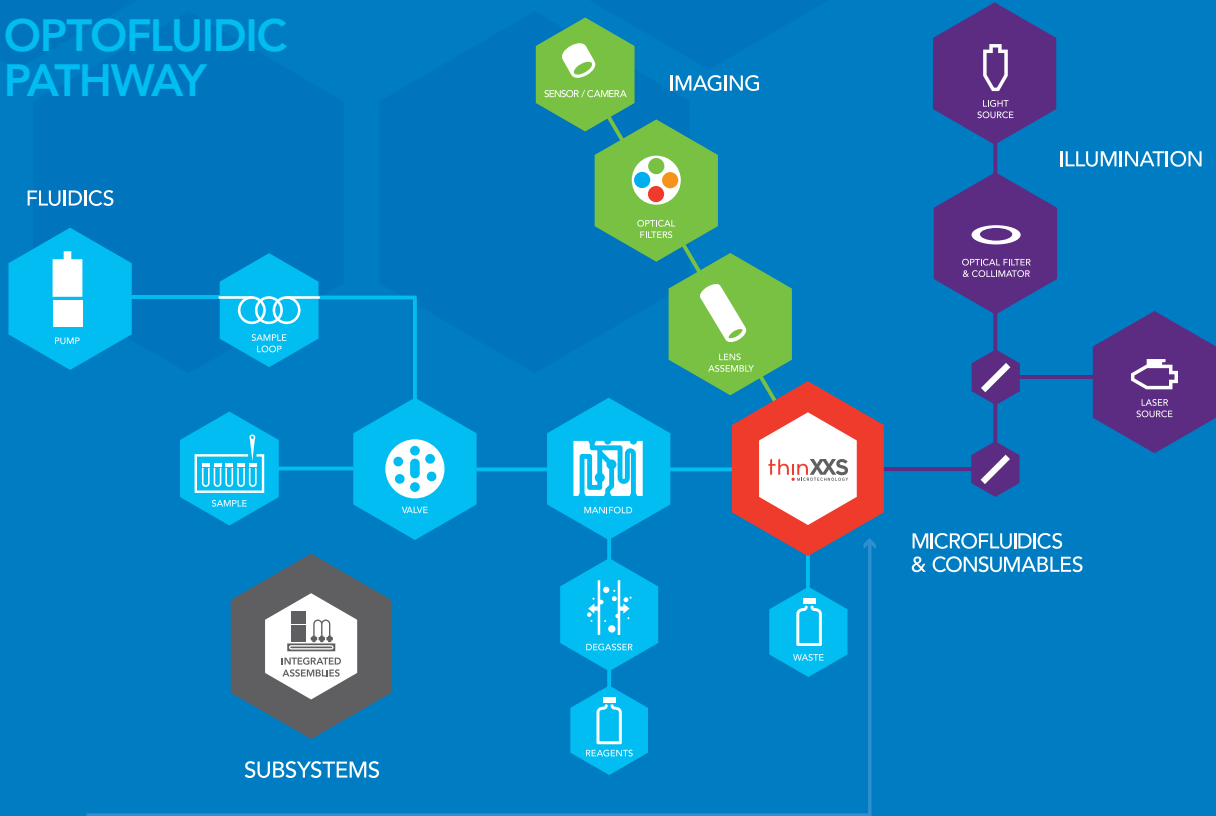 OPTOFLUIDIC
PATHWAY
SENSOR / CAMERA
IMAGING
LIGHT
SOURCE
ILLUMINATION
FLUIDICS
OPTICAL
FILTERS
OPTICAL FILTER
& COLLIMATOR
PUMP
SAMPLE
LOOP
LENS
ASSEMBLY
LASER
SOURCE
thinXXS
MICROTECHNOLOGY
SAMPLE
VALVE
MANIFOLD
MICROFLUIDICS
& CONSUMABLES
DEGASSER
WASTE
INTEGRATED
ASSEMBLIES
REAGENTS
SUBSYSTEMS